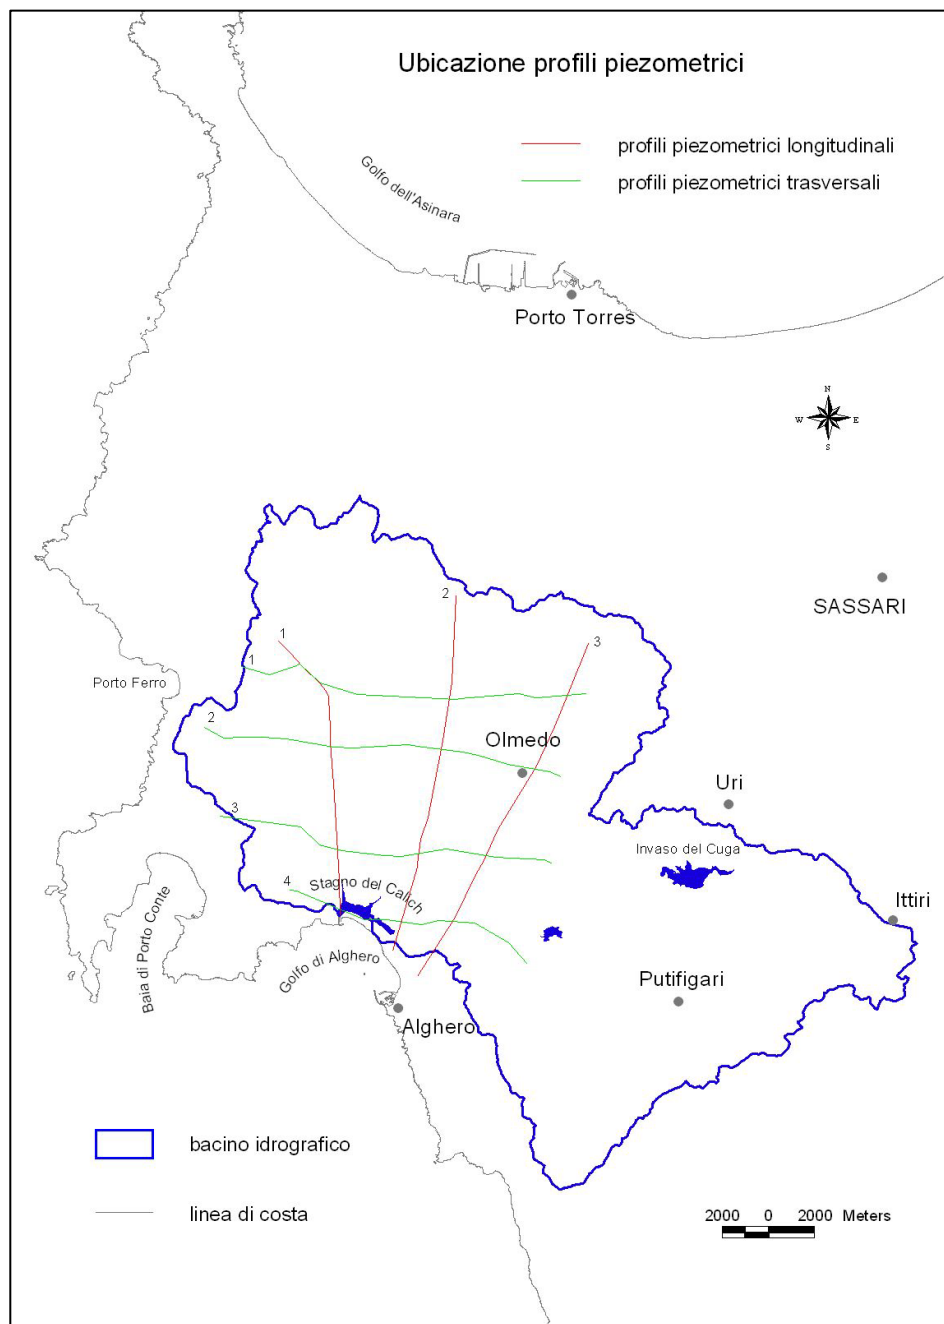 Ubicazione profili piezometrici
profili piezometrici longitudinali
profili piezometrici trasversali
Golfo dell'Asinara
Porto Torres
N
W E
S
SASSARI
2
1
3
1
Porto Ferro
2
Olmedo
Uri
3
Invaso del Cuga
4
Stagno del Calich
Ittiri
Baia di Porto Conte
Golfo di Alghero
Putifigari
Alghero
bacino idrografico
linea di costa
2000 0 2000 Meters